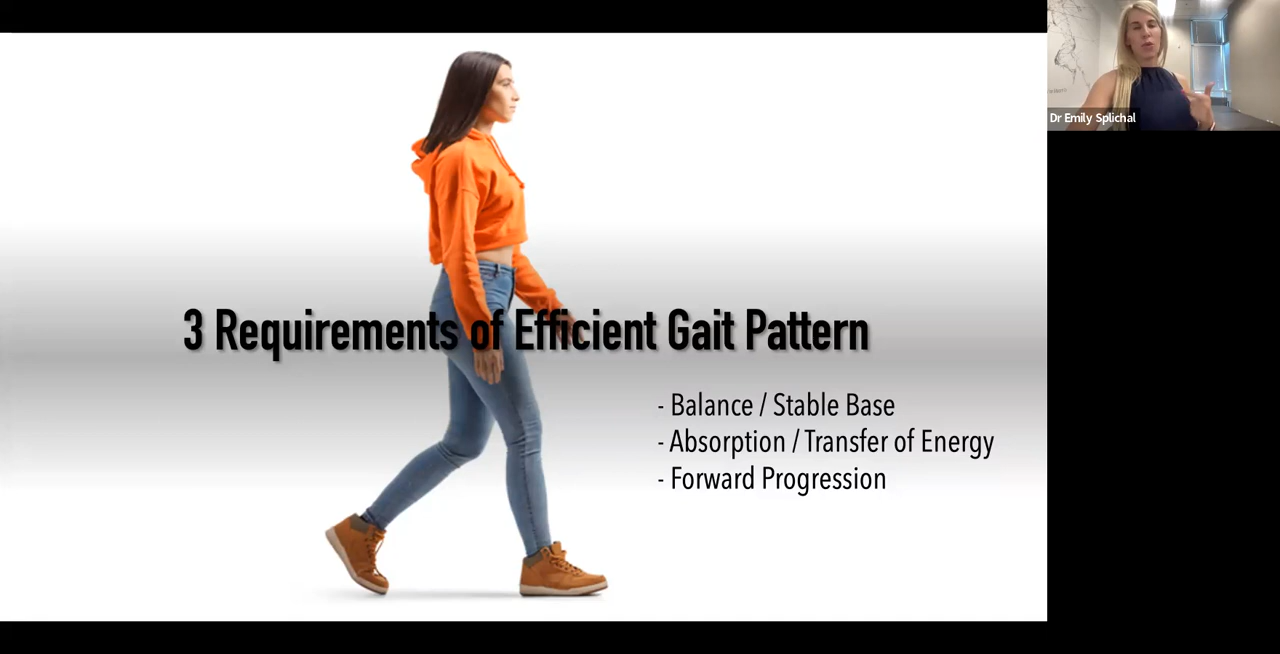 Dr Emily Splichal
3 Requirements of Efficient Gait Pattern
- Balance / Stable Base
- Absorption / Transfer of Energy
- Forward Progression